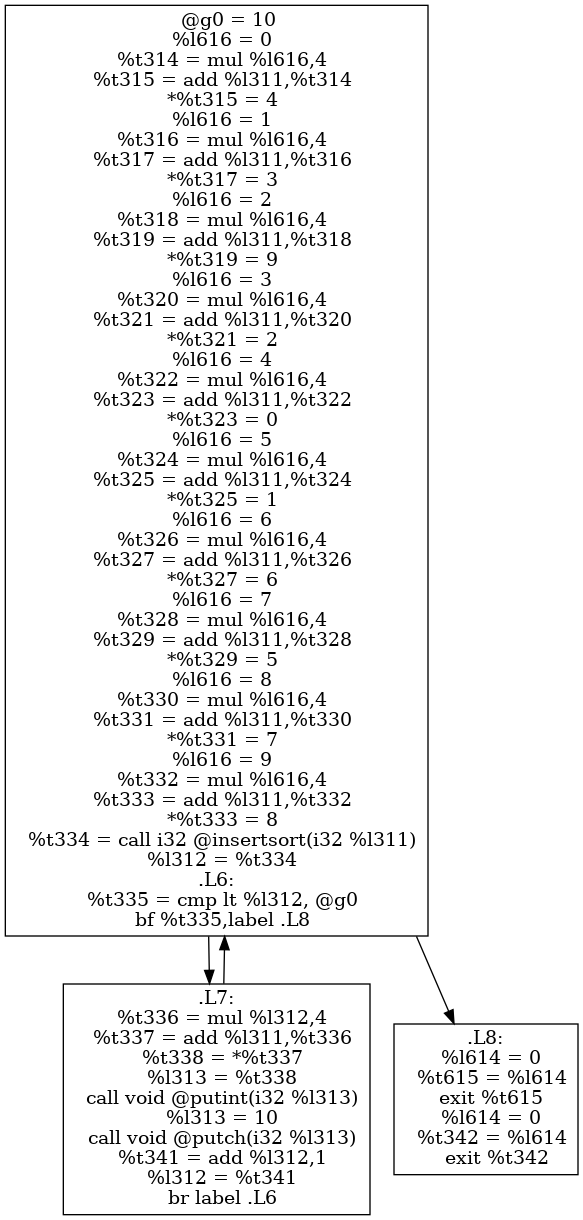 @g0 = 10
%l616 = 0
%t314 = mul %l616,4
%t315 = add %l311,%t314
*%t315 = 4
%l616 = 1
%t316 = mul %l616,4
%t317 = add %l311,%t316
*%t317 = 3
%l616 = 2
%t318 = mul %l616,4
%t319 = add %l311,%t318
*%t319 = 9
%l616 = 3
%t320 = mul %l616,4
%t321 = add %l311,%t320
*%t321 = 2
%l616 = 4
%t322 = mul %l616,4
%t323 = add %l311,%t322
*%t323 = 0
%l616 = 5
%t324 = mul %l616,4
%t325 = add %l311,%t324
*%t325 = 1
%l616 = 6
%t326 = mul %l616,4
%t327 = add %l311,%t326
*%t327 = 6
%l616 = 7
%t328 = mul %l616,4
%t329 = add %l311,%t328
*%t329 = 5
%l616 = 8
%t330 = mul %l616,4
%t331 = add %l311,%t330
*%t331 = 7
%l616 = 9
%t332 = mul %l616,4
%t333 = add %l311,%t332
*%t333 = 8
%t334 = call i32 @insertsort(i32 %l311)
%l312 = %t334
.L6:
%t335 = cmp lt %l312, @g0
bf %t335,label .L8
.L7:
%t336 = mul %l312,4
%t337 = add %l311,%t336
%t338 = *%t337
%l313 = %t338
call void @putint(i32 %l313)
%l313 = 10
call void @putch(i32 %l313)
%t341 = add %l312,1
%l312 = %t341
br label .L6
.L8:
%l614 = 0
%t615 = %l614
exit %t615
%l614 = 0
%t342 = %l614
exit %t342